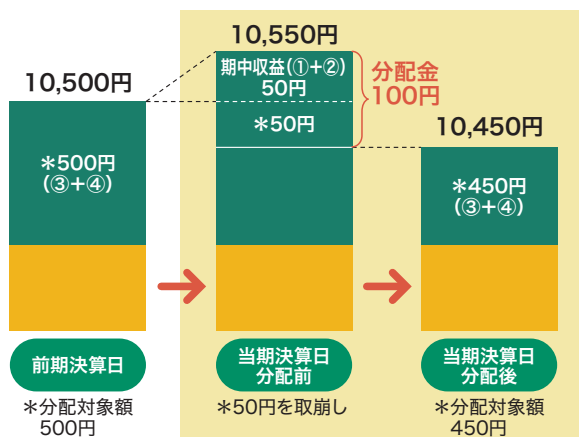 10,500円
＊500円
(③+④)
前期決算日
＊分配対象額
500円
10,550円
期中収益(①+②)
50円
＊50円
分配金
100円
当期決算日
分配前
＊50円を取崩し
10,450円
＊450円
(③+④)
当期決算日
分配後
＊分配対象額
450円